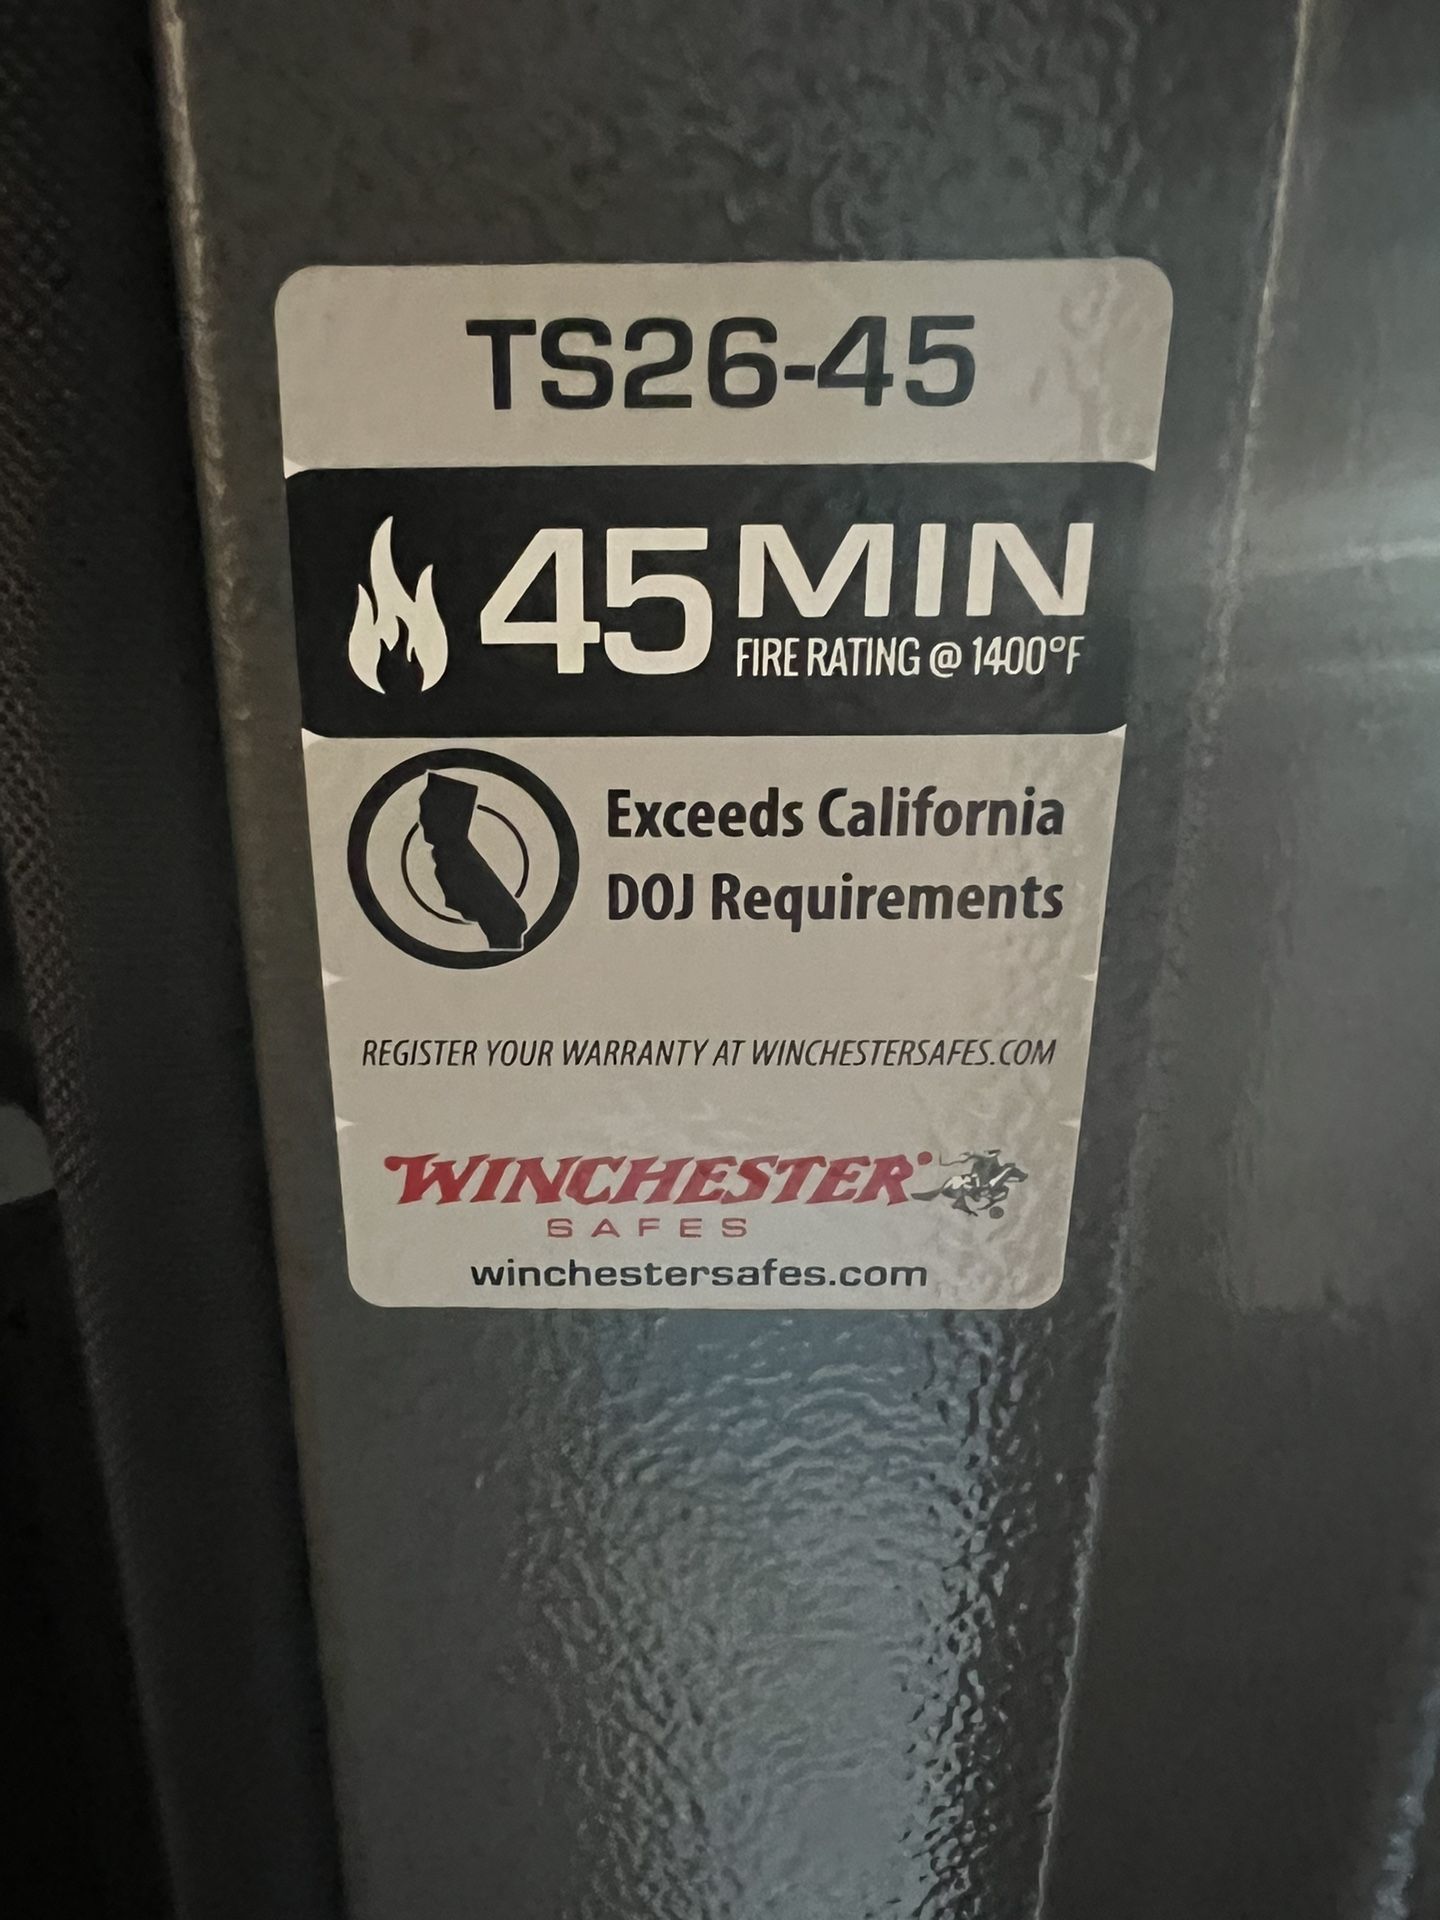 TS26-45
45 MIN
FIRE RATING @ 1400°F
Exceeds California
DOJ Requirements
REGISTER YOUR WARRANTY AT WINCHESTERSAFES.COM
WINCHESTER
SAFES
winchestersafes.com